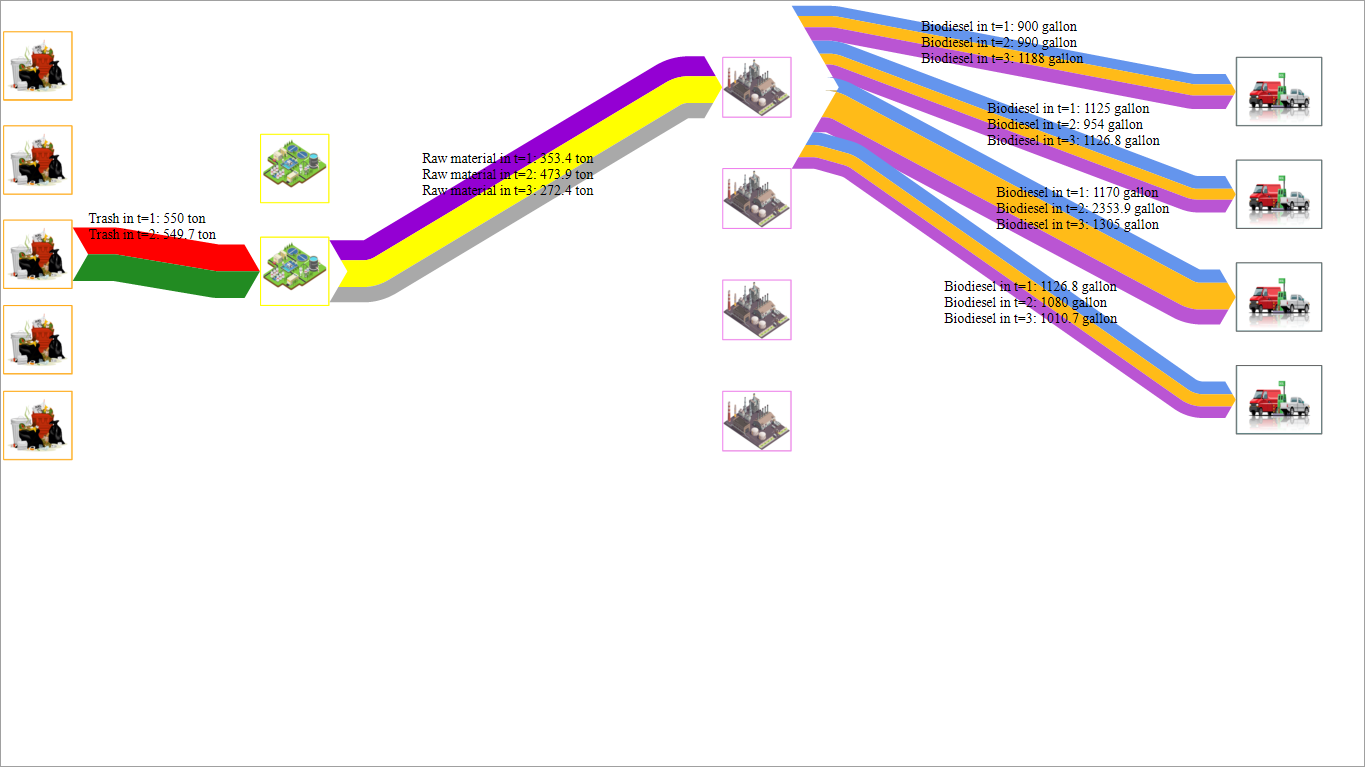 Trash in t=1: 550 ton
Trash in t=2: 549.7 ton
Raw material in t=1: 353.4 ton
Raw material in t=2: 473.9 ton
Raw material in t=3: 272.4 ton
Biodiesel in t=1: 900 gallon
Biodiesel in t=2: 990 gallon
Biodiesel in t=3: 1188 gallon
Biodiesel in t=1: 1125 gallon
Biodiesel in t=2: 954 gallon
Biodiesel in t=3: 1126.8 gallon
Biodiesel in t=1: 1170 gallon
Biodiesel in t=2: 2353.9 gallon
Biodiesel in t=3: 1305 gallon
Biodiesel in t=1: 1126.8 gallon
Biodiesel in t=2: 1080 gallon
Biodiesel in t=3: 1010.7 gallon